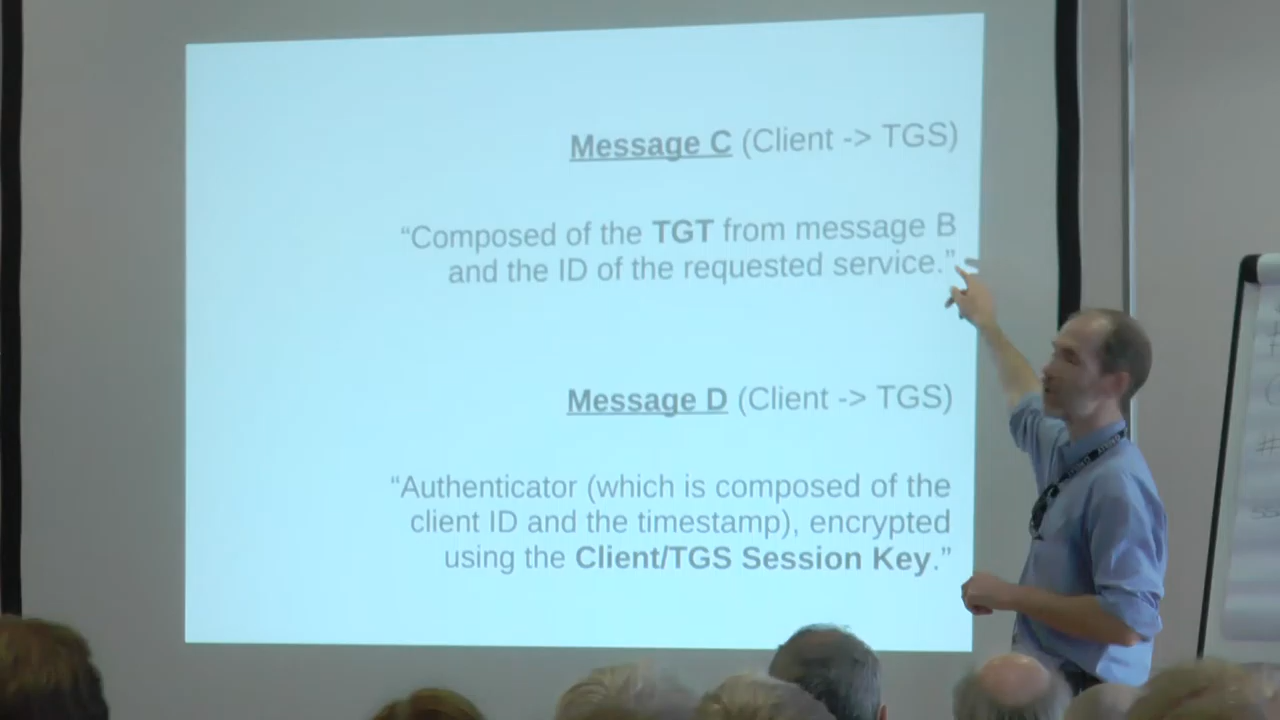 Message C (Client -> TGS)
“Composed of the TGT from message B
and the ID of the requested service.”
Message D (Client -> TGS)
“Authenticator (which is composed of the
client ID and the timestamp), encrypted
using the Client/TGS Session Key.”